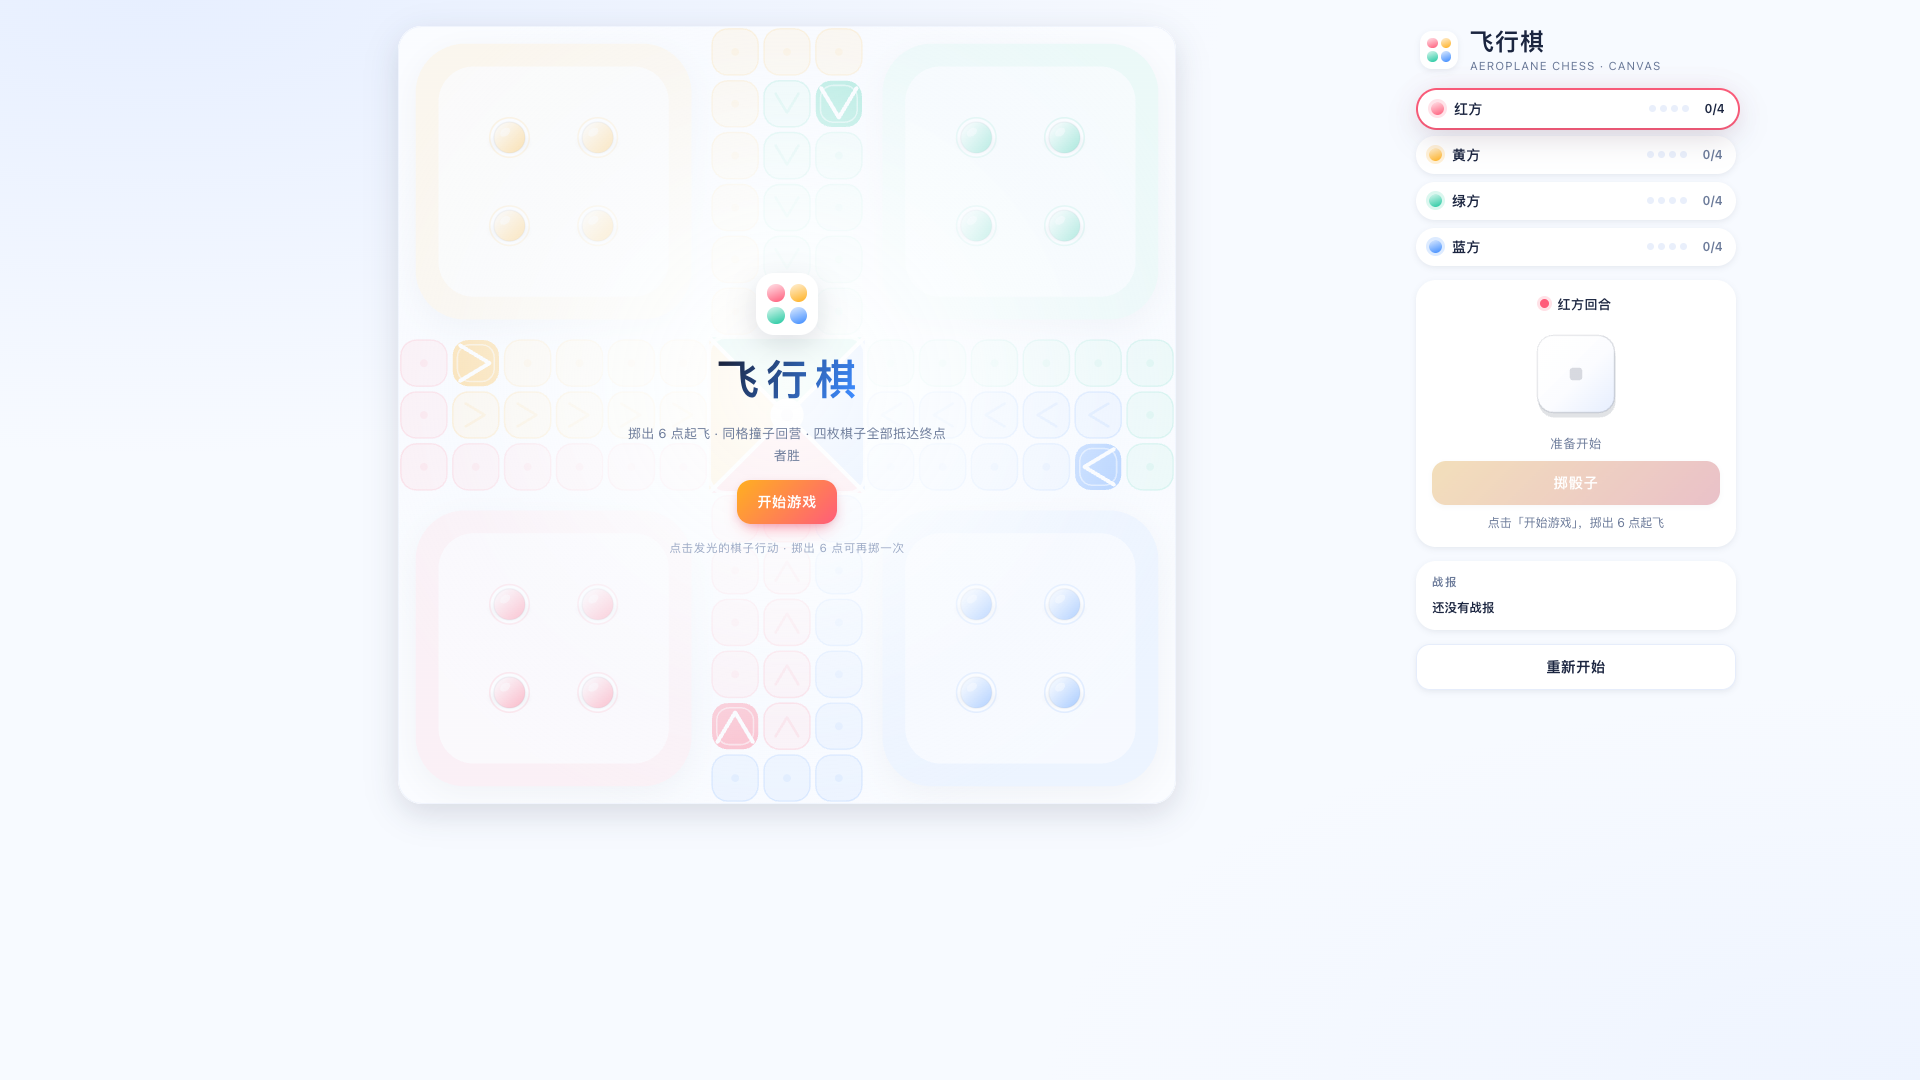 飞行棋
掷出 6 点起飞 · 同格撞子回营 · 四枚棋子全部抵达终点
者胜
开始游戏
点击发光的棋子行动 · 掷出 6 点可再掷一次
飞行棋
AEROPLANE CHESS · CANVAS
红方 0/4
黄方 0/4
绿方 0/4
蓝方 0/4
红方回合
准备开始
掷骰子
点击「开始游戏」，掷出 6 点起飞
战报
还没有战报
重新开始